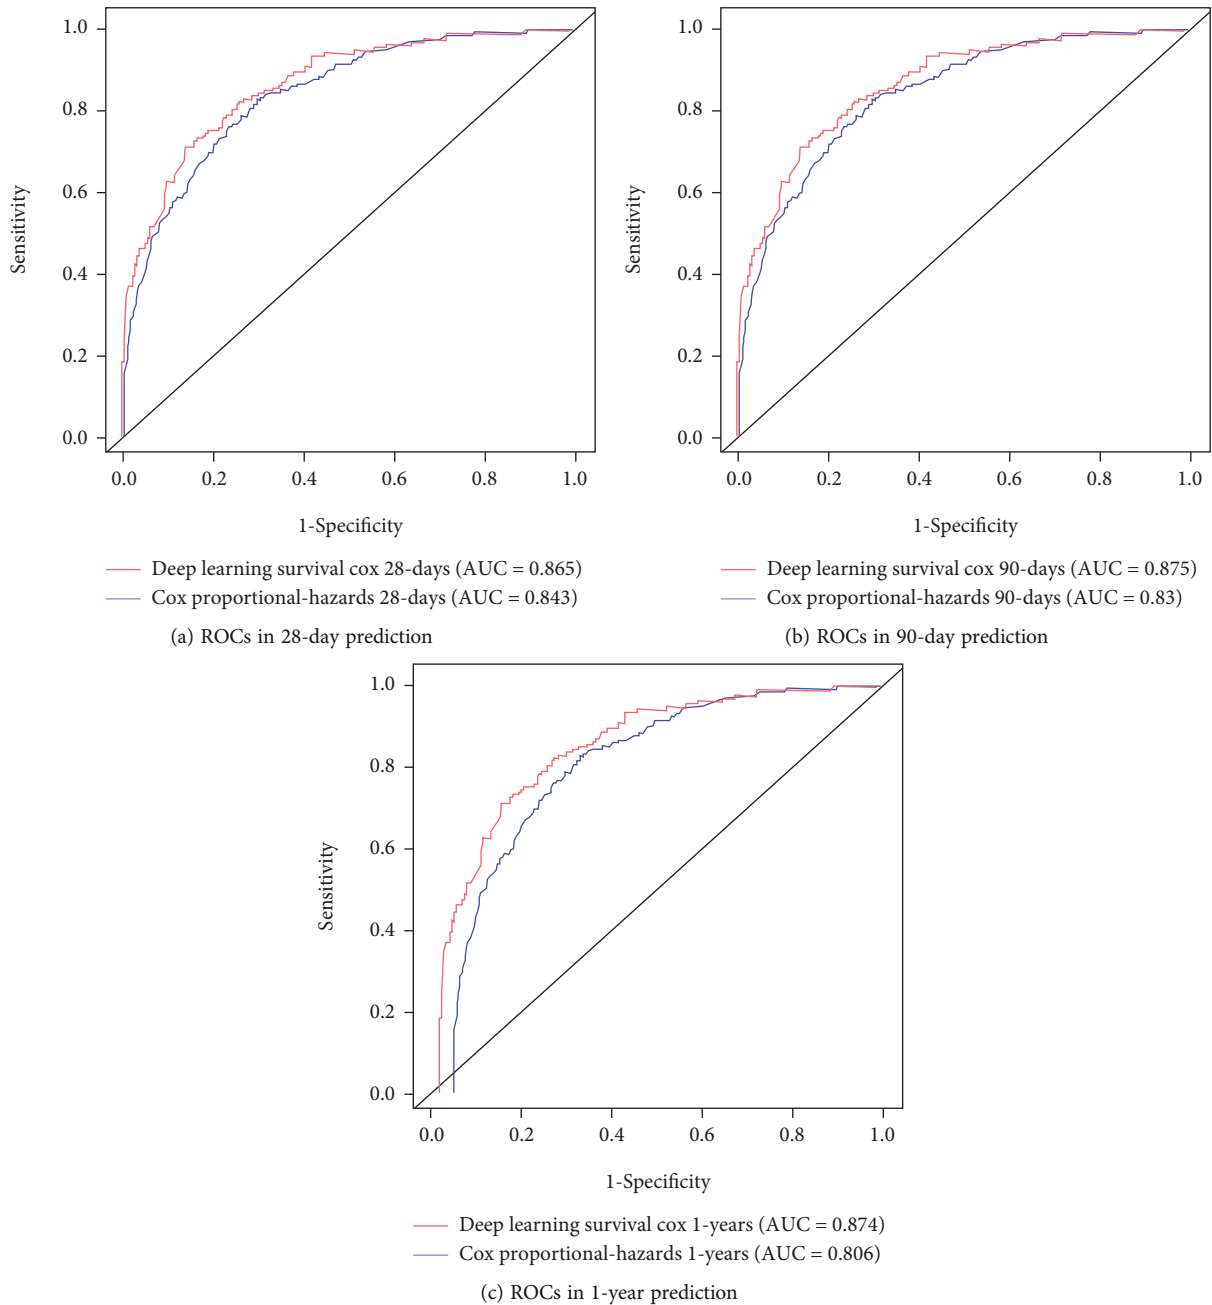 1.0
0.8
0.6
0.4
0.2
0.0
Sensitivity
0.0 0.2 0.4 0.6 0.8 1.0
1-Specificity
Deep learning survival cox 28-days (AUC = 0.865)
Cox proportional-hazards 28-days (AUC = 0.843)
(a) ROCs in 28-day prediction
1.0
0.8
0.6
0.4
0.2
0.0
Sensitivity
0.0 0.2 0.4 0.6 0.8 1.0
1-Specificity
Deep learning survival cox 90-days (AUC = 0.875)
Cox proportional-hazards 90-days (AUC = 0.83)
(b) ROCs in 90-day prediction
1.0
0.8
0.6
0.4
0.2
0.0
Sensitivity
0.0 0.2 0.4 0.6 0.8 1.0
1-Specificity
Deep learning survival cox 1-years (AUC = 0.874)
Cox proportional-hazards 1-years (AUC = 0.806)
(c) ROCs in 1-year prediction